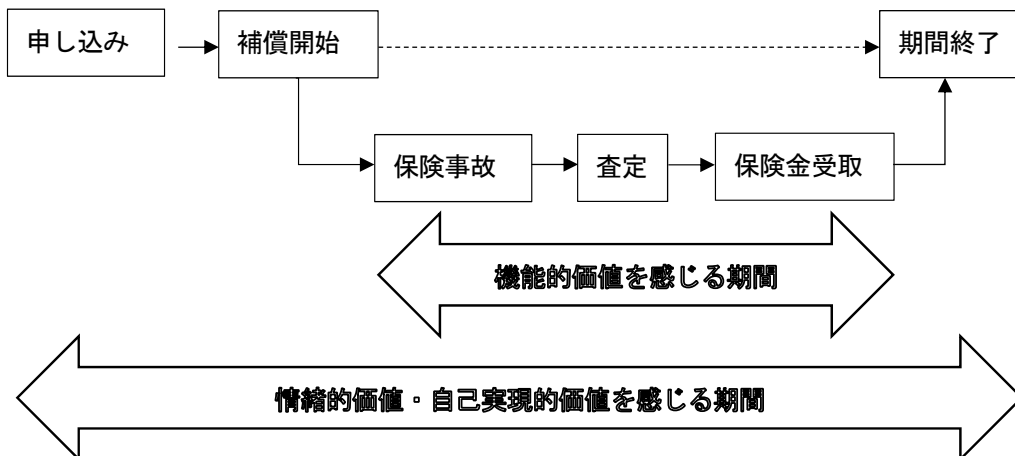 申し込み
補償開始
期間終了
保険事故
査定
保険金受取
機能的価値を感じる期間
情緒的価値・自己実現的価値を感じる期間